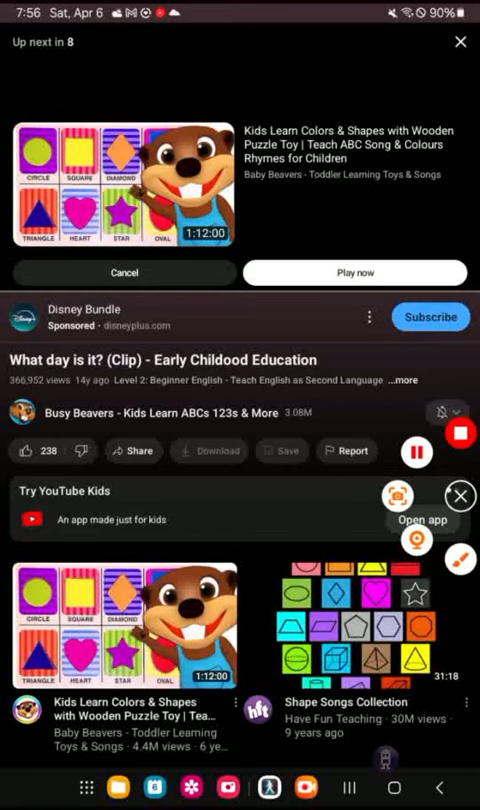 7:56 Sat, Apr 6
90%
Up next in 8
Kids Learn Colors & Shapes with Wooden
Puzzle Toy | Teach ABC Song & Colours
Rhymes for Children
Baby Beavers - Toddler Learning Toys & Songs
CIRCLE SQUARE DIAMOND
TRIANGLE HEART STAR OVAL
1:12:00
Cancel
Play now
Disney Bundle
Sponsored · disneyplus.com
Subscribe
What day is it? (Clip) - Early Childood Education
366,952 views 14y ago Level 2: Beginner English - Teach English as Second Language ...more
Busy Beavers - Kids Learn ABCs 123s & More 3.08M
238
Share
Download
Save
Report
Try YouTube Kids
An app made just for kids
Open app
CIRCLE SQUARE DIAMOND
TRIANGLE HEART STAR OVAL
1:12:00
31:18
Kids Learn Colors & Shapes
with Wooden Puzzle Toy | Tea...
Baby Beavers - Toddler Learning
Toys & Songs · 4.4M views · 6 ye...
hft
Shape Songs Collection
Have Fun Teaching · 30M views ·
9 years ago
6